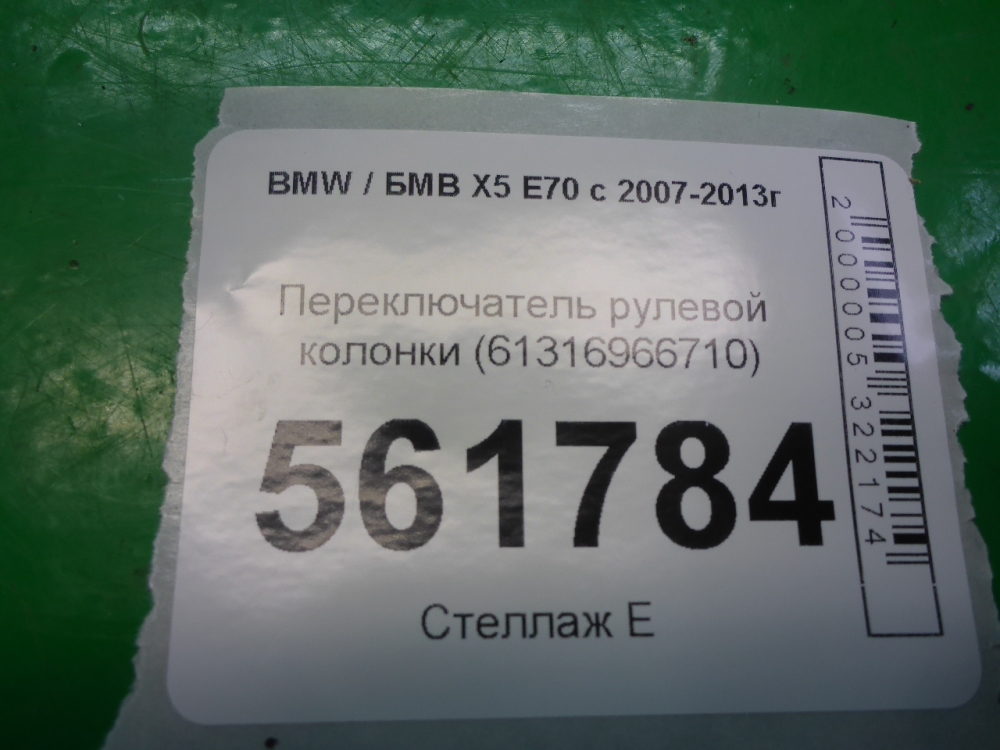 BMW / БМВ X5 E70 с 2007-2013г
Переключатель рулевой
колонки (61316966710)
561784
Стеллаж Е
2000005322174